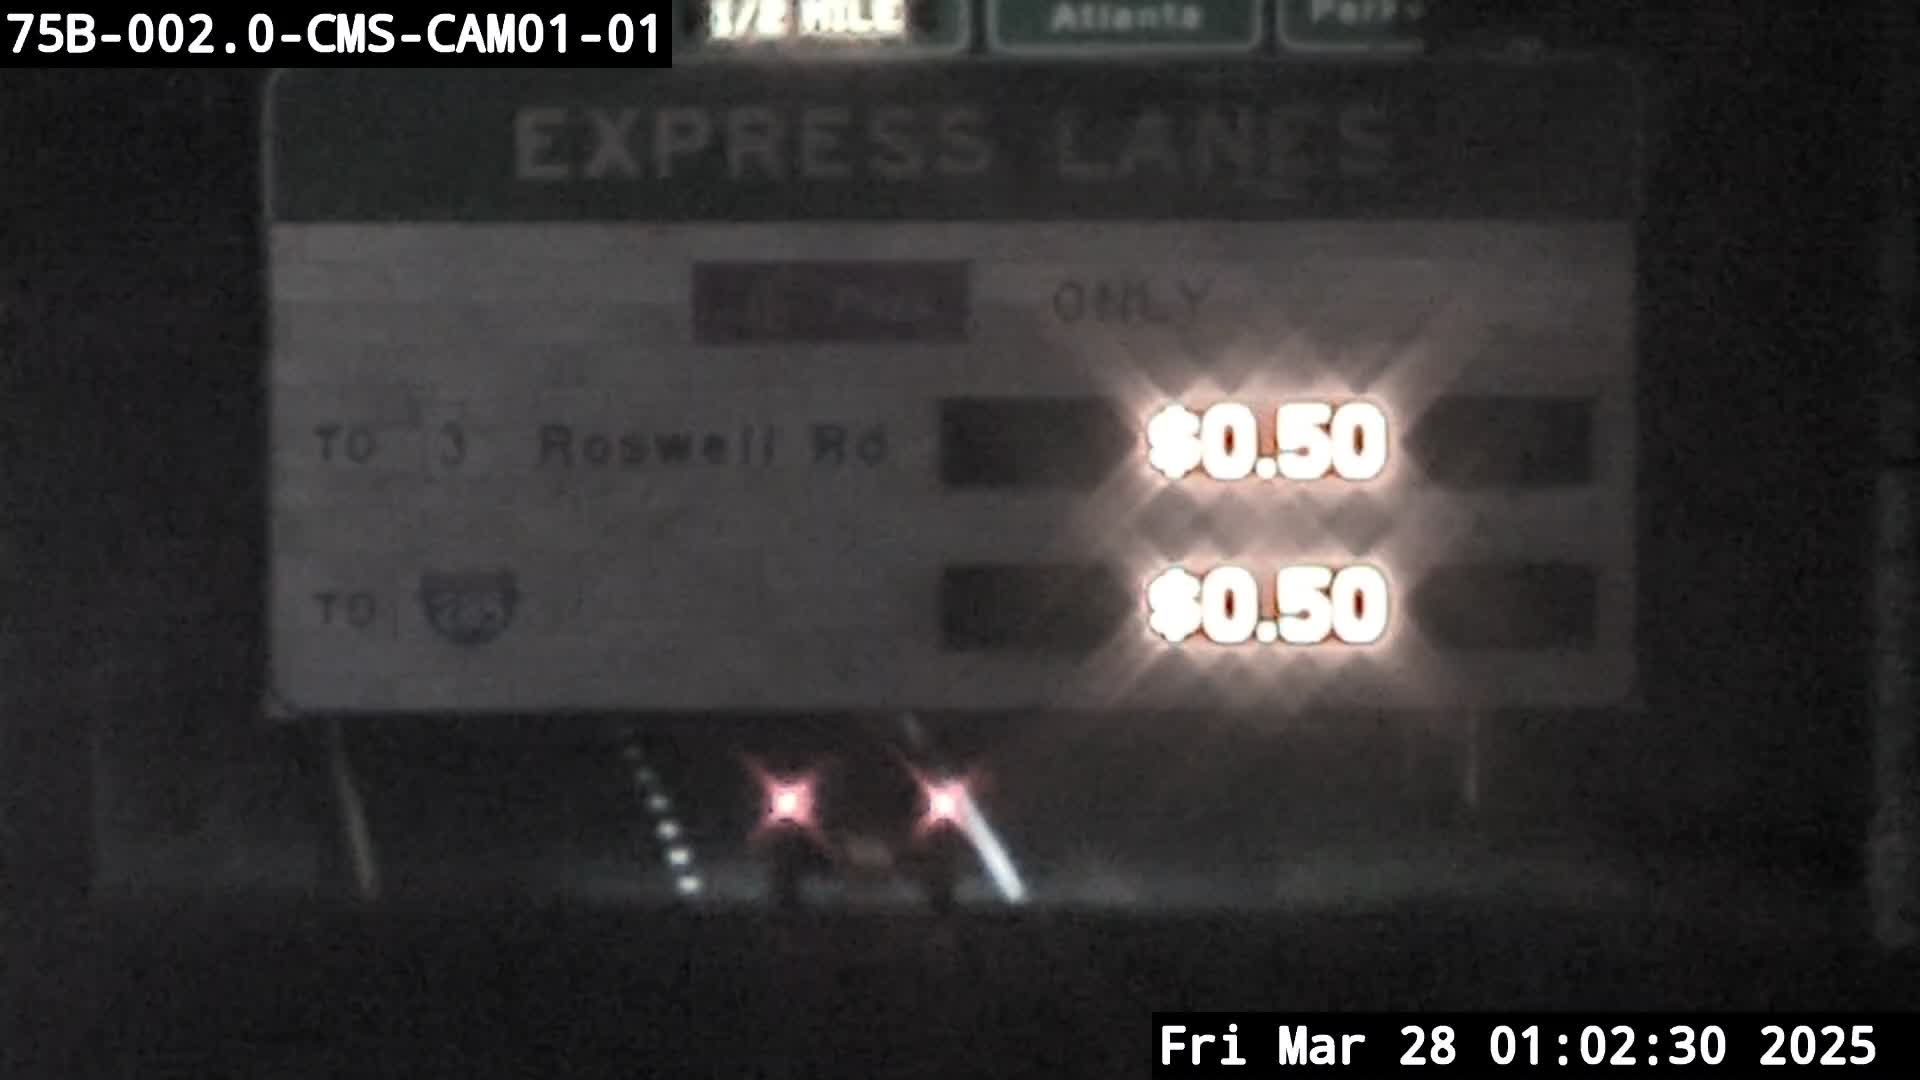 75B-002.0-CMS-CAM01-01
1/2 MILE
Atlanta
EXPRESS LANES
ONLY
TO 3 Roswell Rd $0.50
TO $0.50
Fri Mar 28 01:02:30 2025